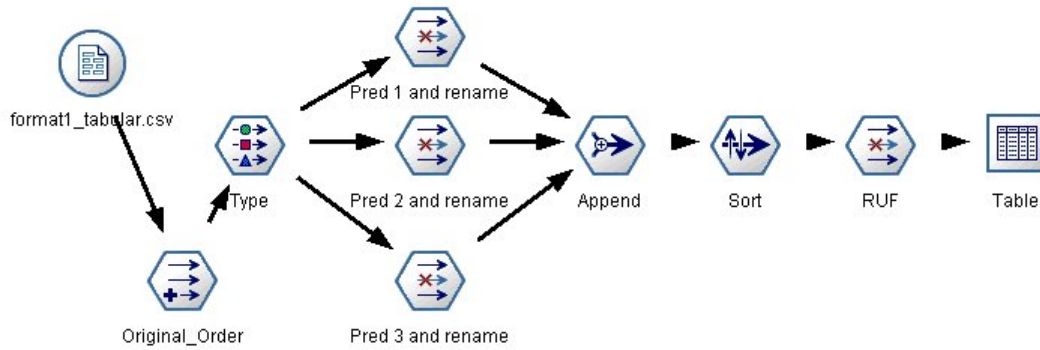 Pred 1 and rename
format1_tabular.csv
Type
Pred 2 and rename
Append
Sort
RUF
Table
Original_Order
Pred 3 and rename